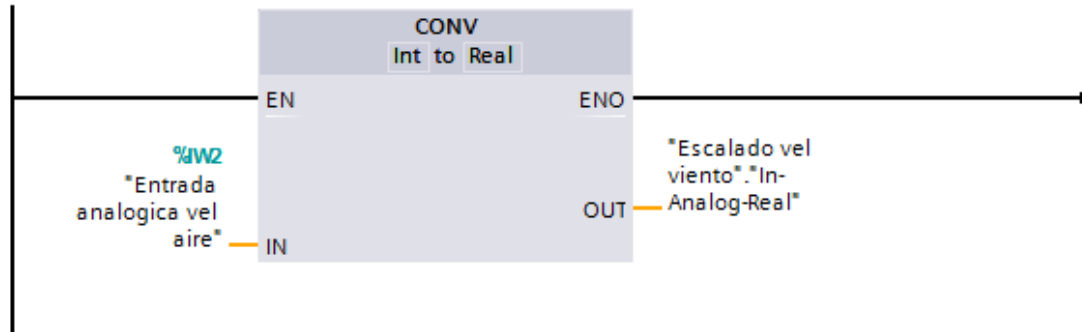 CONV
Int to Real
EN
ENO
%IW2
"Entrada
analogica vel
aire"
IN
"Escalado vel
viento"."In-
Analog-Real"
OUT